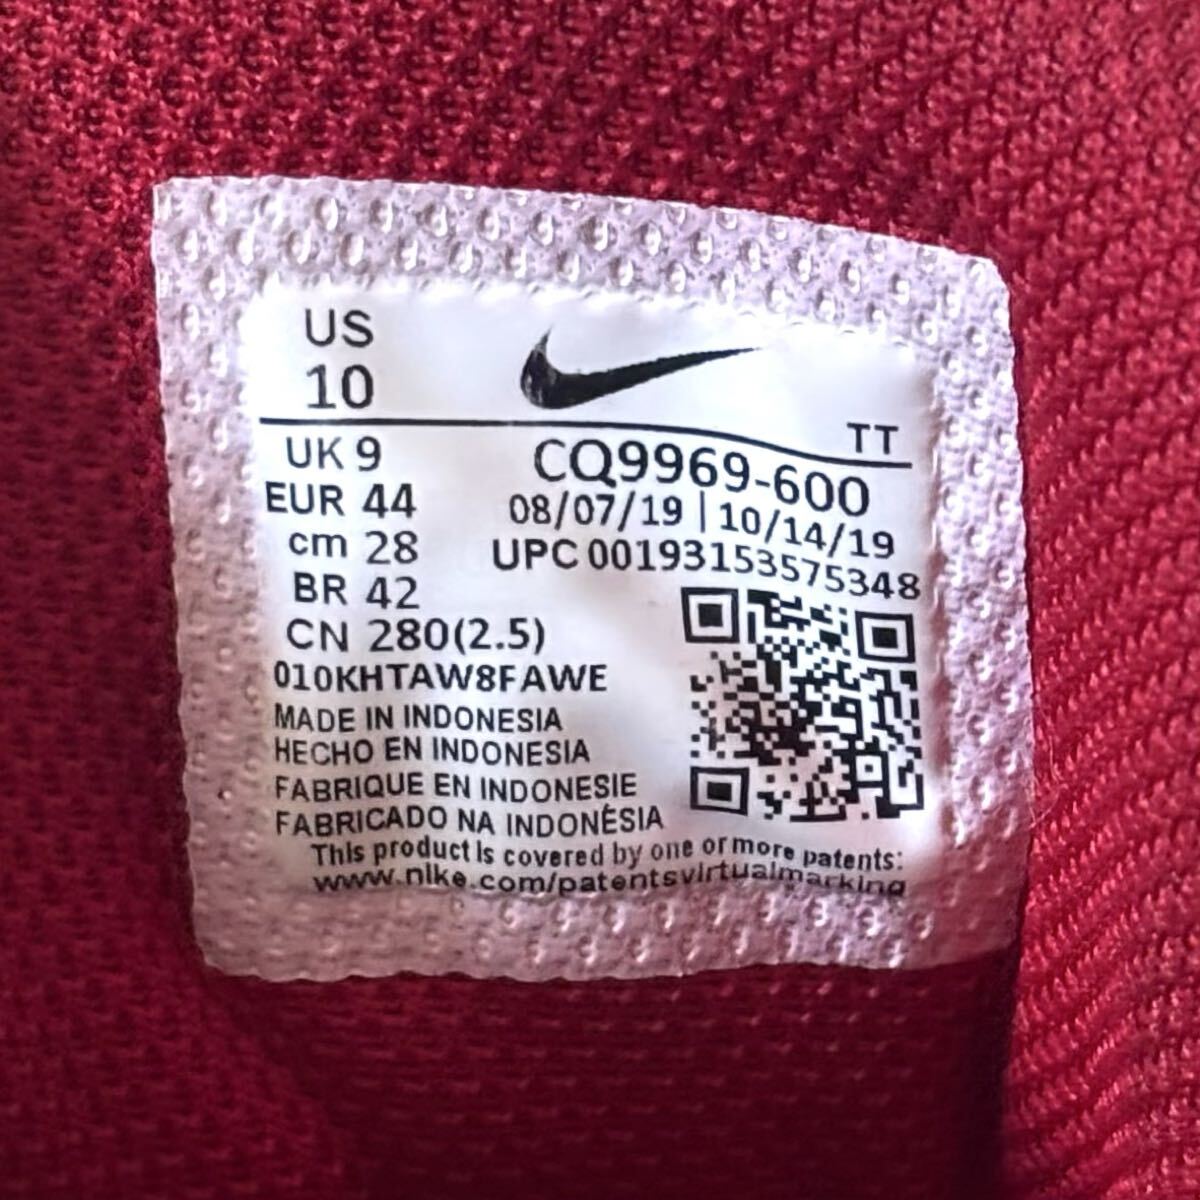 US
10
TT
UK 9
CQ9969-600
EUR 44
08/07/19 | 10/14/19
cm 28
UPC 00193153575348
BR 42
CN 280(2.5)
010KHTAW8FAWE
MADE IN INDONESIA
HECHO EN INDONESIA
FABRIQUE EN INDONESIE
FABRICADO NA INDONÉSIA
This product is covered by one or more patents:
www.nike.com/patentsvirtualmarking